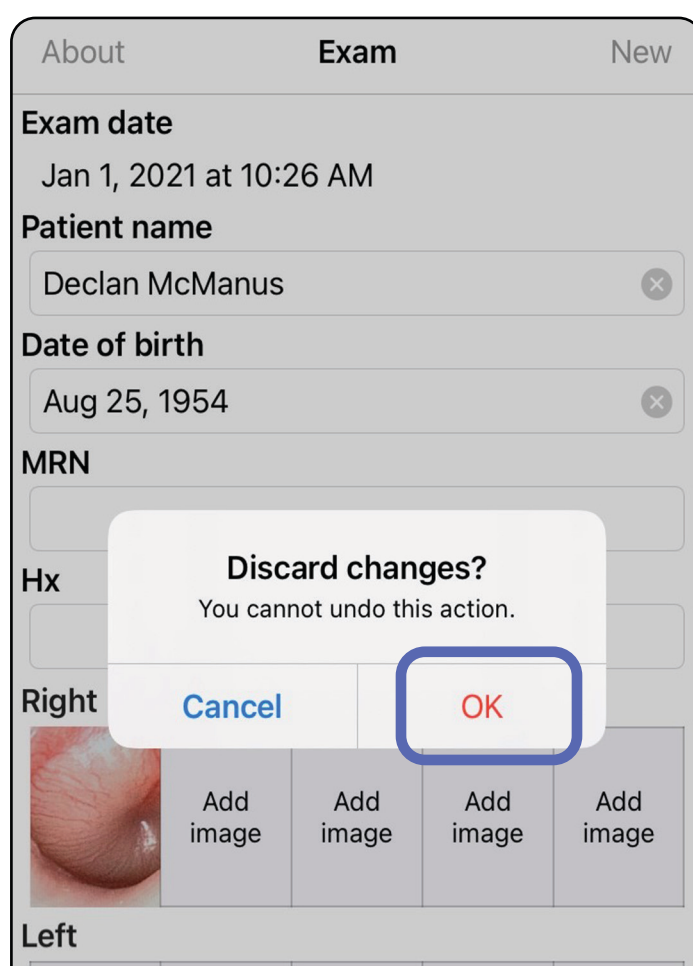 About Exam New
Exam date
Jan 1, 2021 at 10:26 AM
Patient name
Declan McManus
Date of birth
Aug 25, 1954
MRN
Discard changes?
Hx
You cannot undo this action.
Right
Cancel OK
Add image
Add image
Add image
Add image
Left